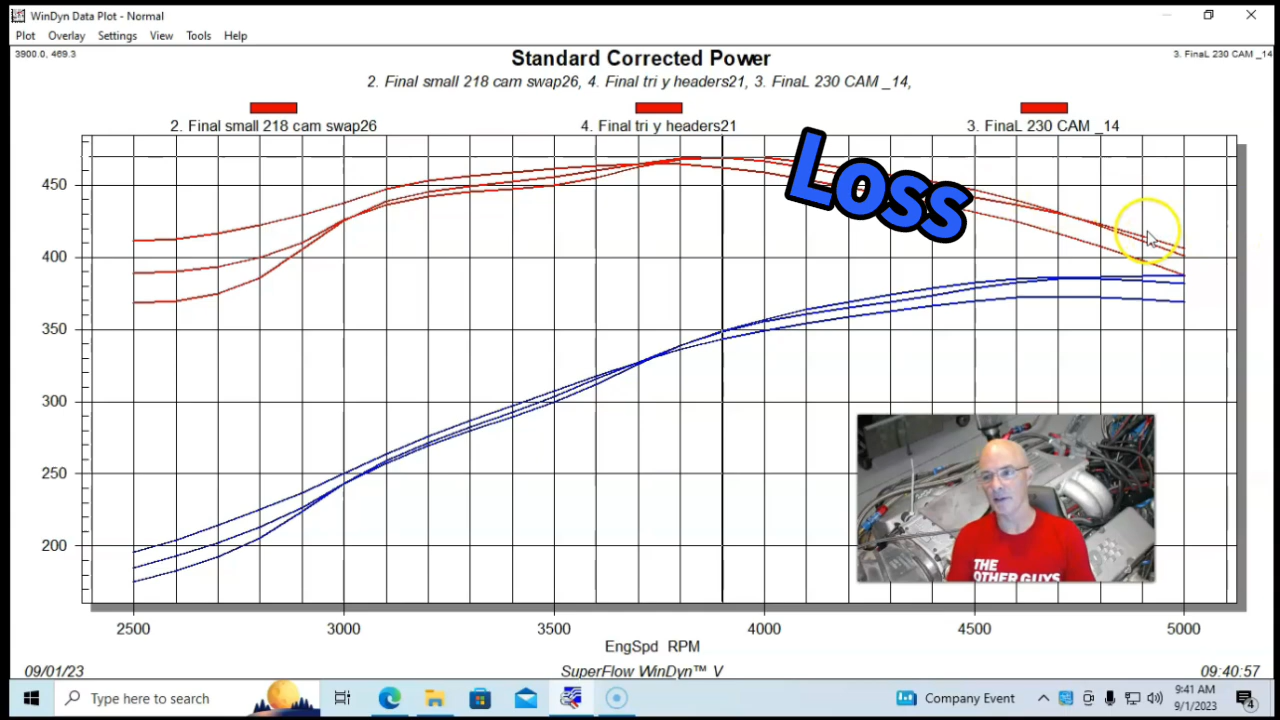 WinDyn Data Plot - Normal
Plot Overlay Settings View Tools Help
3900.0, 469.3
3. FinaL 230 CAM _14
Standard Corrected Power
2. Final small 218 cam swap26, 4. Final tri y headers21, 3. FinaL 230 CAM _14,
2. Final small 218 cam swap26
4. Final tri y headers21
3. FinaL 230 CAM _14
Loss
450
400
350
300
250
200
THE
OTHER GUYS
2500 3000 3500 4000 4500 5000
EngSpd RPM
09/01/23
SuperFlow WinDyn™ V
09:40:57
Type here to search
Company Event
9:41 AM
9/1/2023
4